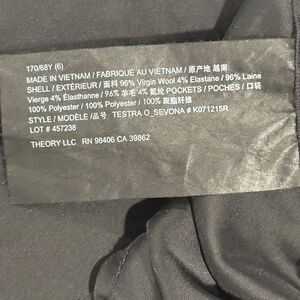 170/68Y (6)
MADE IN VIETNAM / FABRIQUÉ AU VIETNAM / 原产地 越南
SHELL / EXTÉRIEUR / 面料 96% Virgin Wool 4% Elastane / 96% Laine
Vierge 4% Élasthanne / 96% 羊毛 4% 氨纶 POCKETS / POCHES / 口袋
100% Polyester / 100% Polyester / 100% 聚酯纤维
STYLE / MODÈLE /品号 TESTRA O_SEVONA # K071215R
LOT # 457238
THEORY LLC RN 98406 CA 39862